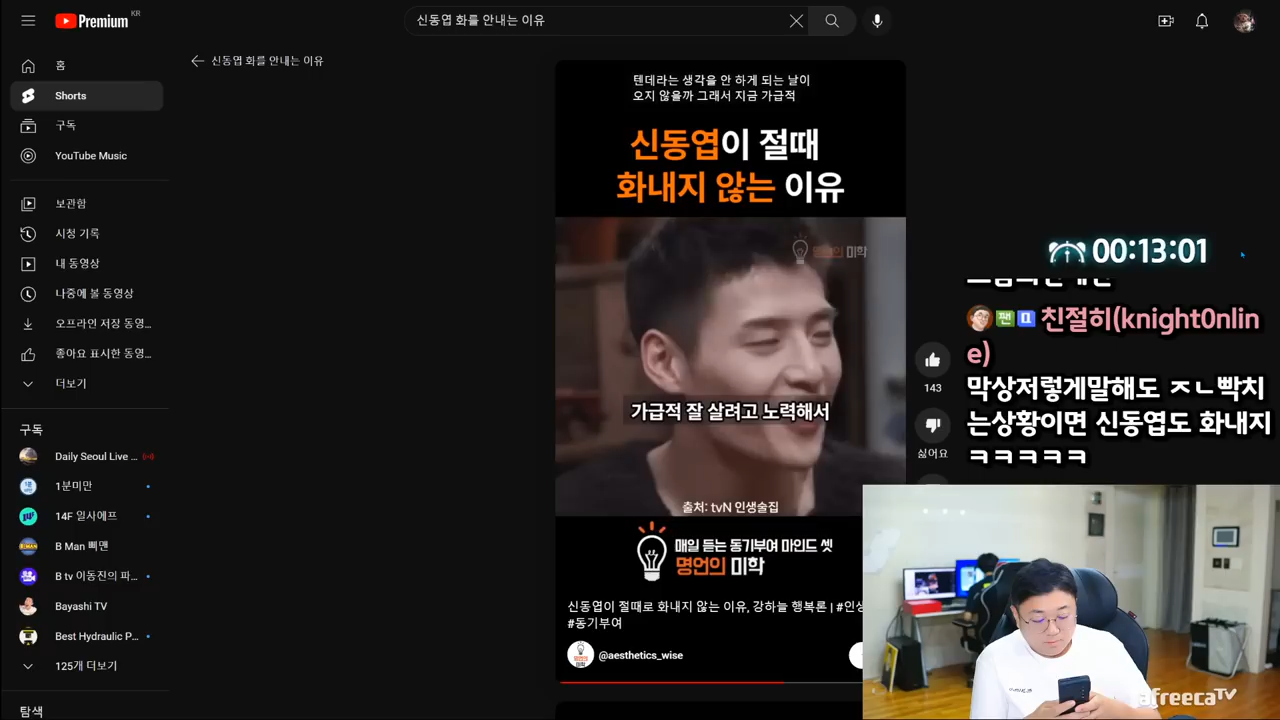 Premium KR
신동엽 화를 안내는 이유
홈
Shorts
구독
YouTube Music
보관함
시청 기록
내 동영상
나중에 볼 동영상
오프라인 저장 동영...
좋아요 표시한 동영...
더보기
구독
Daily Seoul Live ...
1분미만
14F 일사에프
B Man 삐맨
B tv 이동진의 파...
Bayashi TV
Best Hydraulic P...
125개 더보기
탐색
신동엽 화를 안내는 이유
텐데라는 생각을 안 하게 되는 날이
오지 않을까 그래서 지금 가급적
신동엽이 절때
화내지 않는 이유
명언의 미학
가급적 잘 살려고 노력해서
출처: tvN 인생술집
매일 듣는 동기부여 마인드 셋
명언의 미학
신동엽이 절때로 화내지 않는 이유, 강하늘 행복론 | #인생
#동기부여
@aesthetics_wise
143
싫어요
00:13:01
팬 친절히(knight0nlin
e)
막상저렇게말해도 ㅈㄴ빡치
는상황이면 신동엽도 화내지
ㅋㅋㅋㅋㅋ
afreecaTV